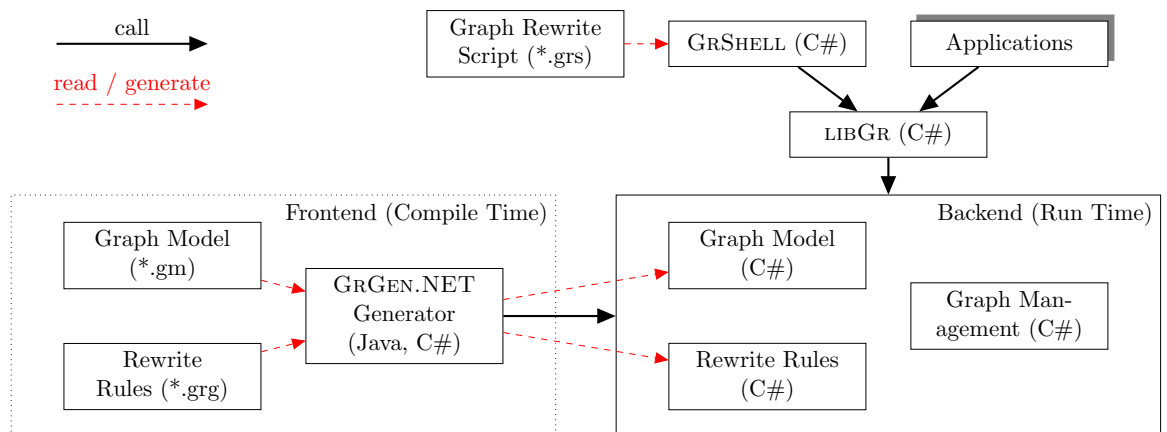 call
read / generate
Graph Rewrite
Script (*.grs)
GRSHELL (C#)
Applications
LIBGR (C#)
Frontend (Compile Time)
Graph Model
(*.gm)
GRGEN.NET
Generator
(Java, C#)
Rewrite
Rules (*.grg)
Backend (Run Time)
Graph Model
(C#)
Graph Man-
agement (C#)
Rewrite Rules
(C#)